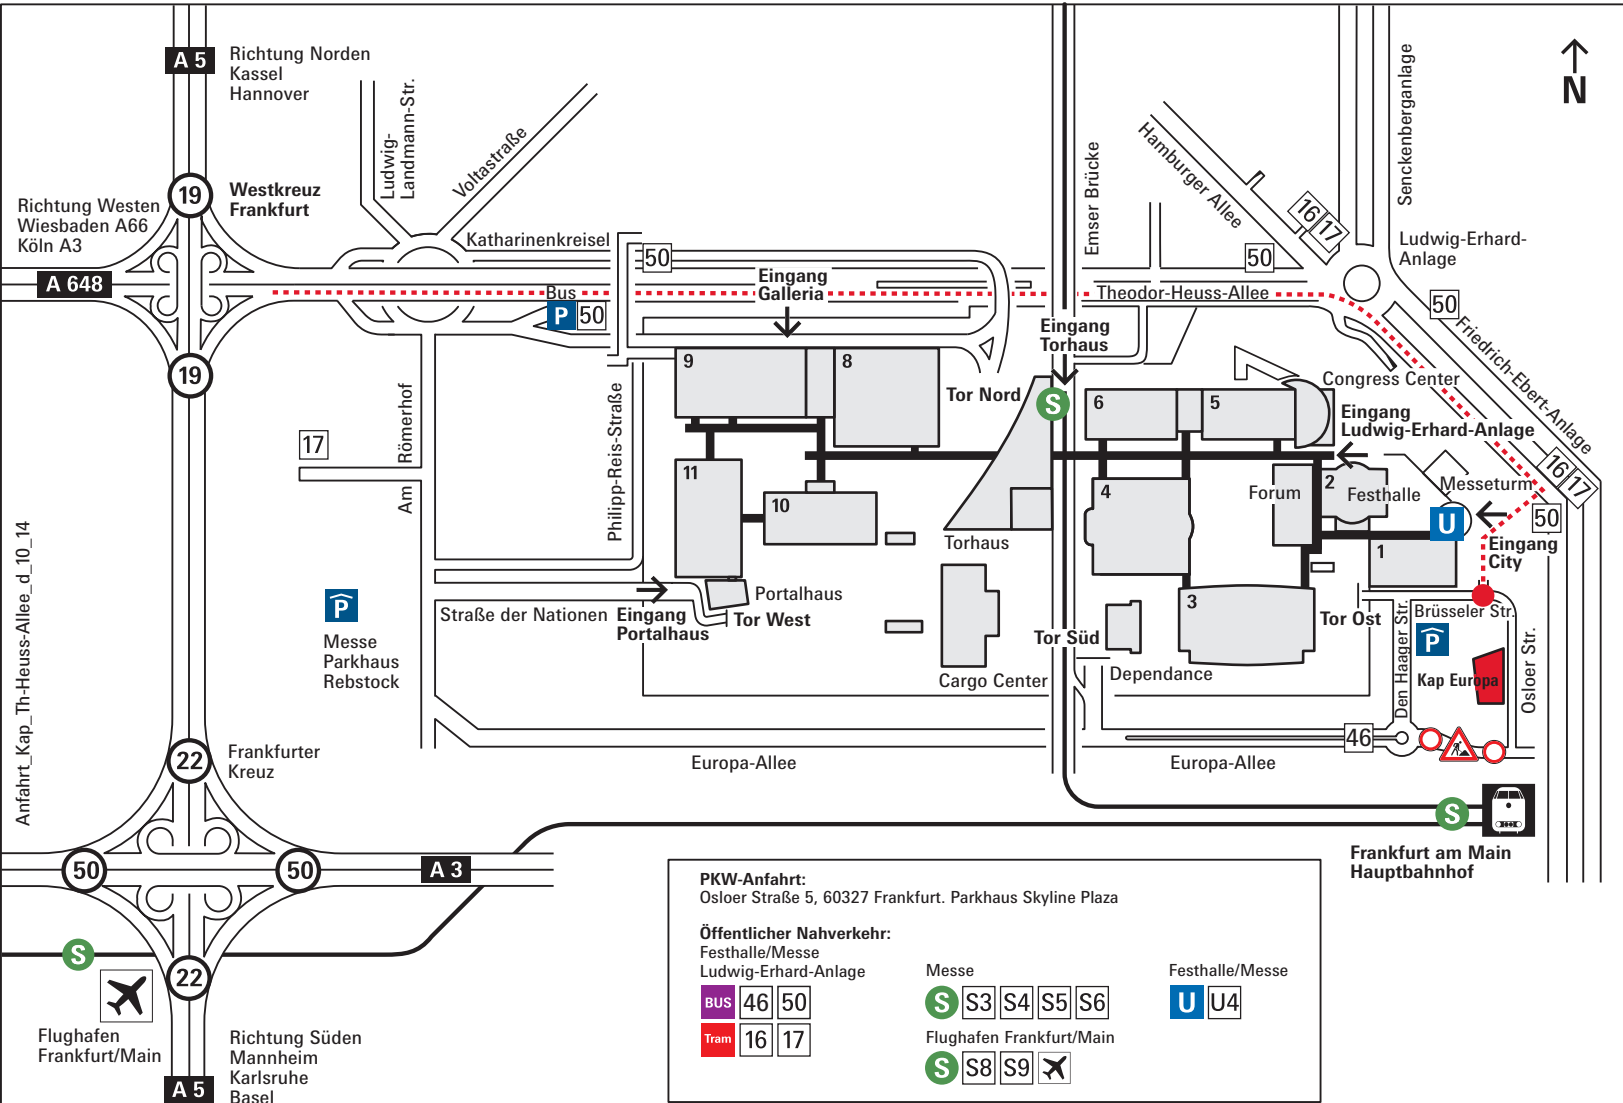 A 5
Richtung Norden
Kassel
Hannover
Ludwig-
Landmann-Str.
Voltastraße
Emser Brücke
Hamburger Allee
Senckenberganlage
N
19
Westkreuz
Frankfurt
Richtung Westen
Wiesbaden A66
Köln A3
A 648
Katharinenkreisel
50
16
17
50
Ludwig-Erhard-
Anlage
Eingang
Galleria
Bus
P
50
Theodor-Heuss-Allee
50
Friedrich-Ebert-Anlage
Eingang
Torhaus
19
9
8
Tor Nord
S
6
5
Congress Center
Eingang
Ludwig-Erhard-Anlage
17
Am Römerhof
Philipp-Reis-Straße
11
10
4
Forum
2
Festhalle
Messeturm
16
17
U
50
Eingang
City
1
Torhaus
Anfahrt_Kap_Th-Heuss-Allee_d_10_14
P
Messe
Parkhaus
Rebstock
Straße der Nationen
Eingang
Portalhaus
Portalhaus
Tor West
Cargo Center
Tor Süd
Dependance
3
Tor Ost
Den Haager Str.
Brüsseler Str.
P
Kap Europa
Osloer Str.
46
Europa-Allee
Europa-Allee
22
Frankfurter
Kreuz
50
50
A 3
S
Frankfurt am Main
Hauptbahnhof
S
22
Flughafen
Frankfurt/Main
Richtung Süden
Mannheim
Karlsruhe
Basel
A 5
PKW-Anfahrt:
Osloer Straße 5, 60327 Frankfurt. Parkhaus Skyline Plaza
Öffentlicher Nahverkehr:
Festhalle/Messe
Ludwig-Erhard-Anlage
BUS 46 50
Tram 16 17
Messe
S S3 S4 S5 S6
Flughafen Frankfurt/Main
S S8 S9
Festhalle/Messe
U U4